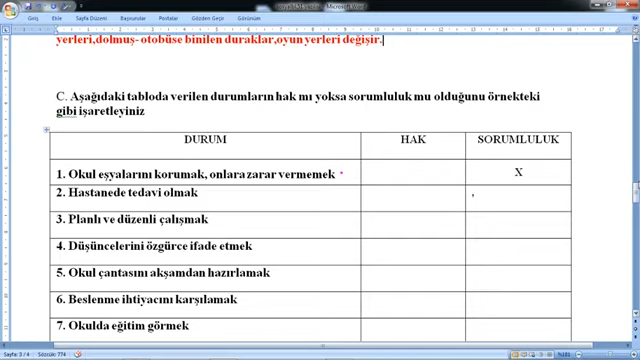 Microsoft Word
Giriş Ekle Sayfa Düzeni Başvurular Postalar Gözden Geçir Görünüm
yerleri,dolmuş- otobüse binilen duraklar,oyun yerleri değişir.
C. Aşağıdaki tabloda verilen durumların hak mı yoksa sorumluluk mu olduğunu örnekteki
gibi işaretleyiniz
DURUM HAK SORUMLULUK
1. Okul eşyalarını korumak, onlara zarar vermemek X
2. Hastanede tedavi olmak
3. Planlı ve düzenli çalışmak
4. Düşüncelerini özgürce ifade etmek
5. Okul çantasını akşamdan hazırlamak
6. Beslenme ihtiyacını karşılamak
7. Okulda eğitim görmek
Sayfa: 3 / 4 Sözcük: 774 %181